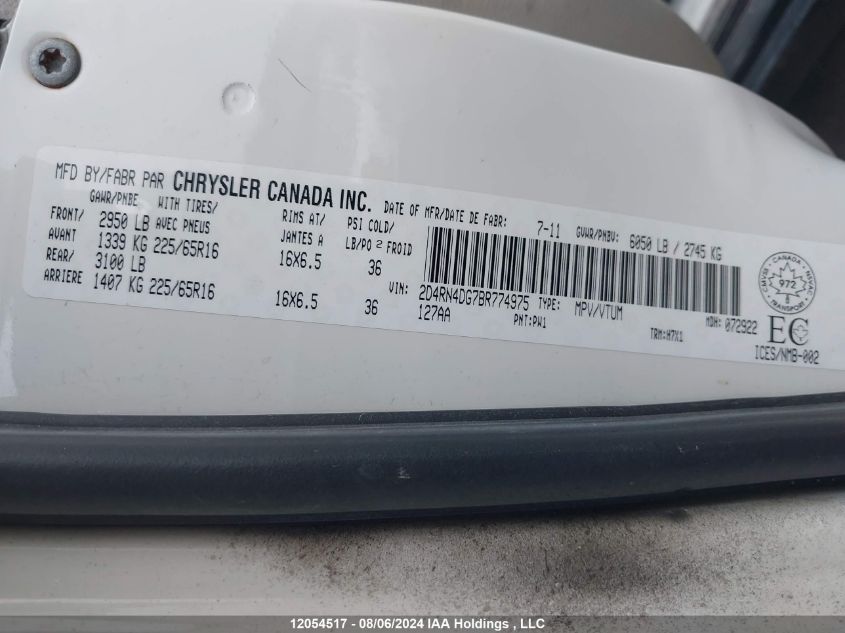 MFD BY/FABR PAR CHRYSLER CANADA INC. DATE OF MFR/DATE DE FABR: 7-11 GVWR/PNBV: 6050 LB / 2745 KG
GAWR/PNBE WITH TIRES/ RIMS AT/ PSI COLD/
FRONT/ 2950 LB AVEC PNEUS JANTES A LB/PO² FROID
AVANT 1339 KG 225/65R16 16X6.5 36
REAR/ 3100 LB
ARRIERE 1407 KG 225/65R16 16X6.5 36
VIN: 2D4RN4DG7BR774975 TYPE: MPV/VTUM
127AA PNT:PW1 TRM:H7X1 MDH: 072922
CANADA
972
TRANSPORT
EC
ICES/NMB-002
12054517 - 08/06/2024 IAA Holdings , LLC